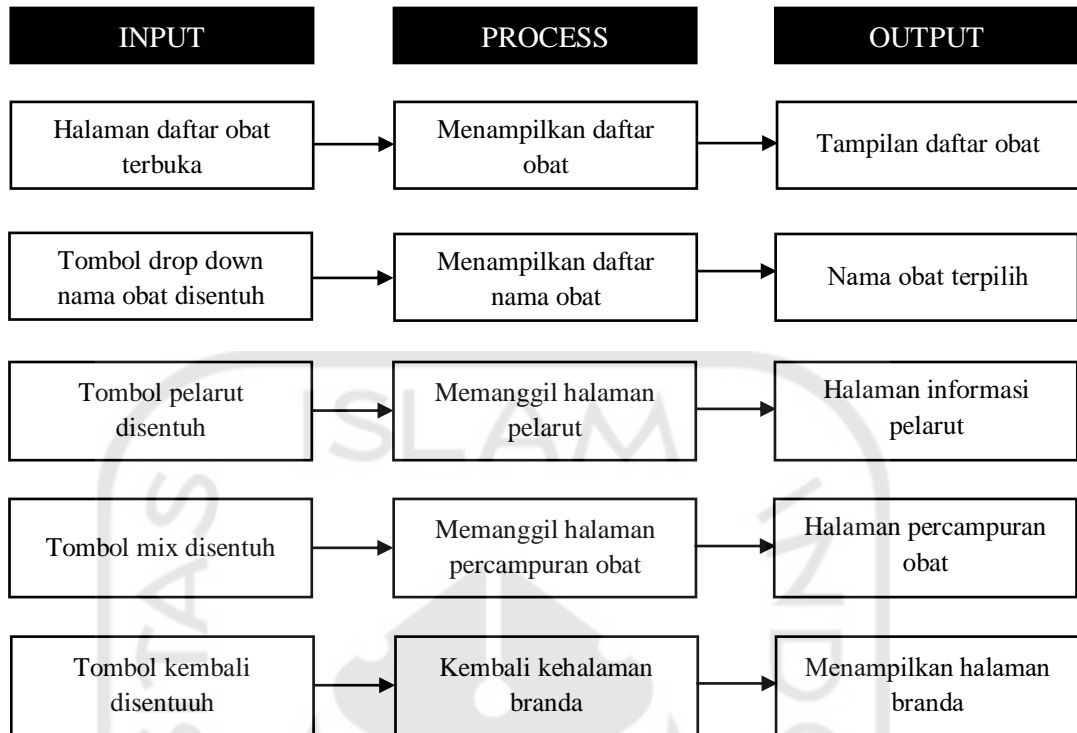 INPUT PROCESS OUTPUT
Halaman daftar obat
terbuka
Menampilkan daftar
obat
Tampilan daftar obat
Tombol drop down
nama obat disentuh
Menampilkan daftar
nama obat
Nama obat terpilih
Tombol pelarut
disentuh
Memanggil halaman
pelarut
Halaman informasi
pelarut
Tombol mix disentuh
Memanggil halaman
percampuran obat
Halaman percampuran
obat
Tombol kembali
disentuuh
Kembali kehalaman
branda
Menampilkan halaman
branda
ISLAM